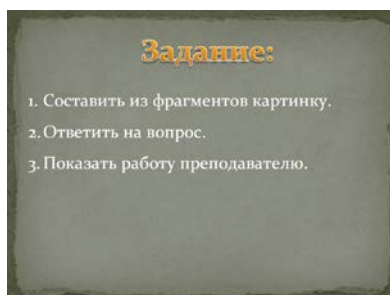 Задание:
1. Составить из фрагментов картинку.
2. Ответить на вопрос.
3. Показать работу преподавателю.